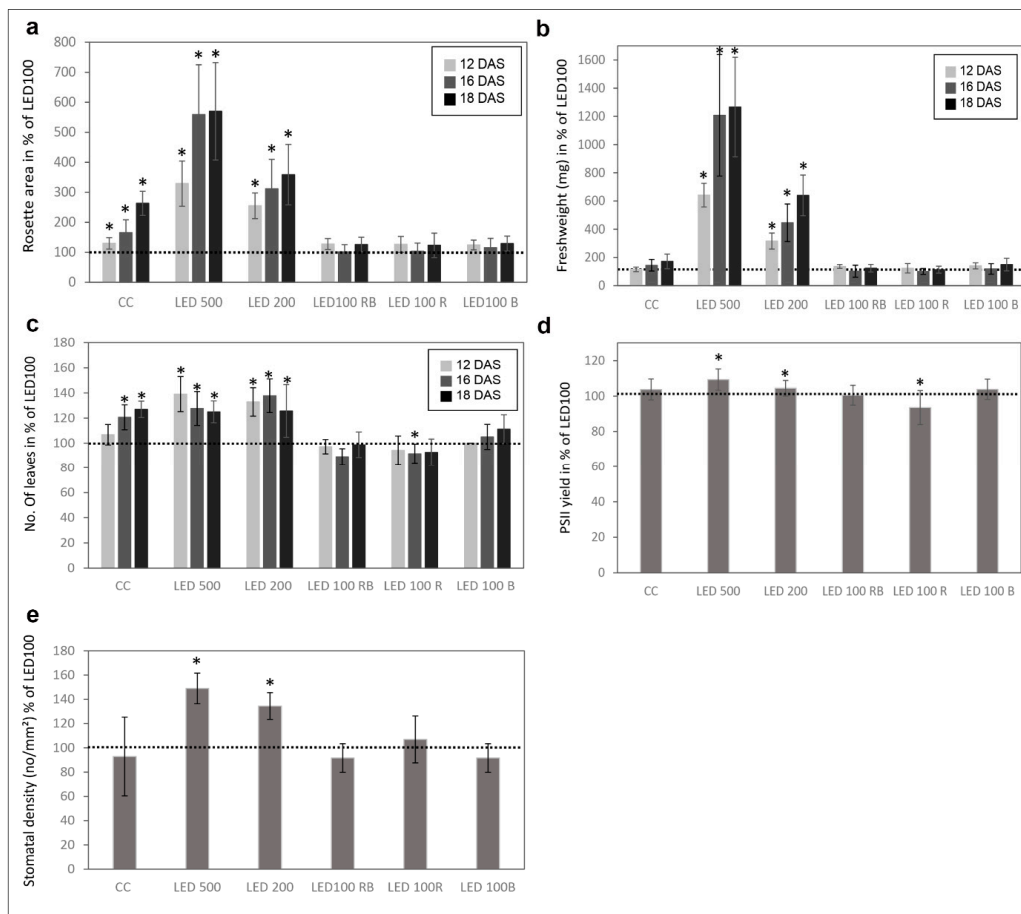 a
Rosette area in % of LED100
800
700
600
500
400
300
200
100
0
12 DAS
16 DAS
18 DAS
* * * * * * * * *
CC LED 500 LED 200 LED100 RB LED100 R LED100 B
b
Freshweight (mg) in % of LED100
1600
1400
1200
1000
800
600
400
200
0
12 DAS
16 DAS
18 DAS
* * * * * *
CC LED 500 LED 200 LED100 RB LED 100 R LED100 B
c
No. Of leaves in % of LED100
180
160
140
120
100
80
60
40
20
0
12 DAS
16 DAS
18 DAS
* * * * * * * * *
CC LED 500 LED 200 LED 100 RB LED 100 R LED 100 B
d
PSII yield in % of LED100
120
100
80
60
40
20
0
* * *
CC LED 500 LED 200 LED 100 RB LED 100 R LED 100 B
e
Stomatal density (no/mm²) % of LED100
180
160
140
120
100
80
60
40
20
0
* *
CC LED 500 LED 200 LED100 RB LED 100R LED 100B